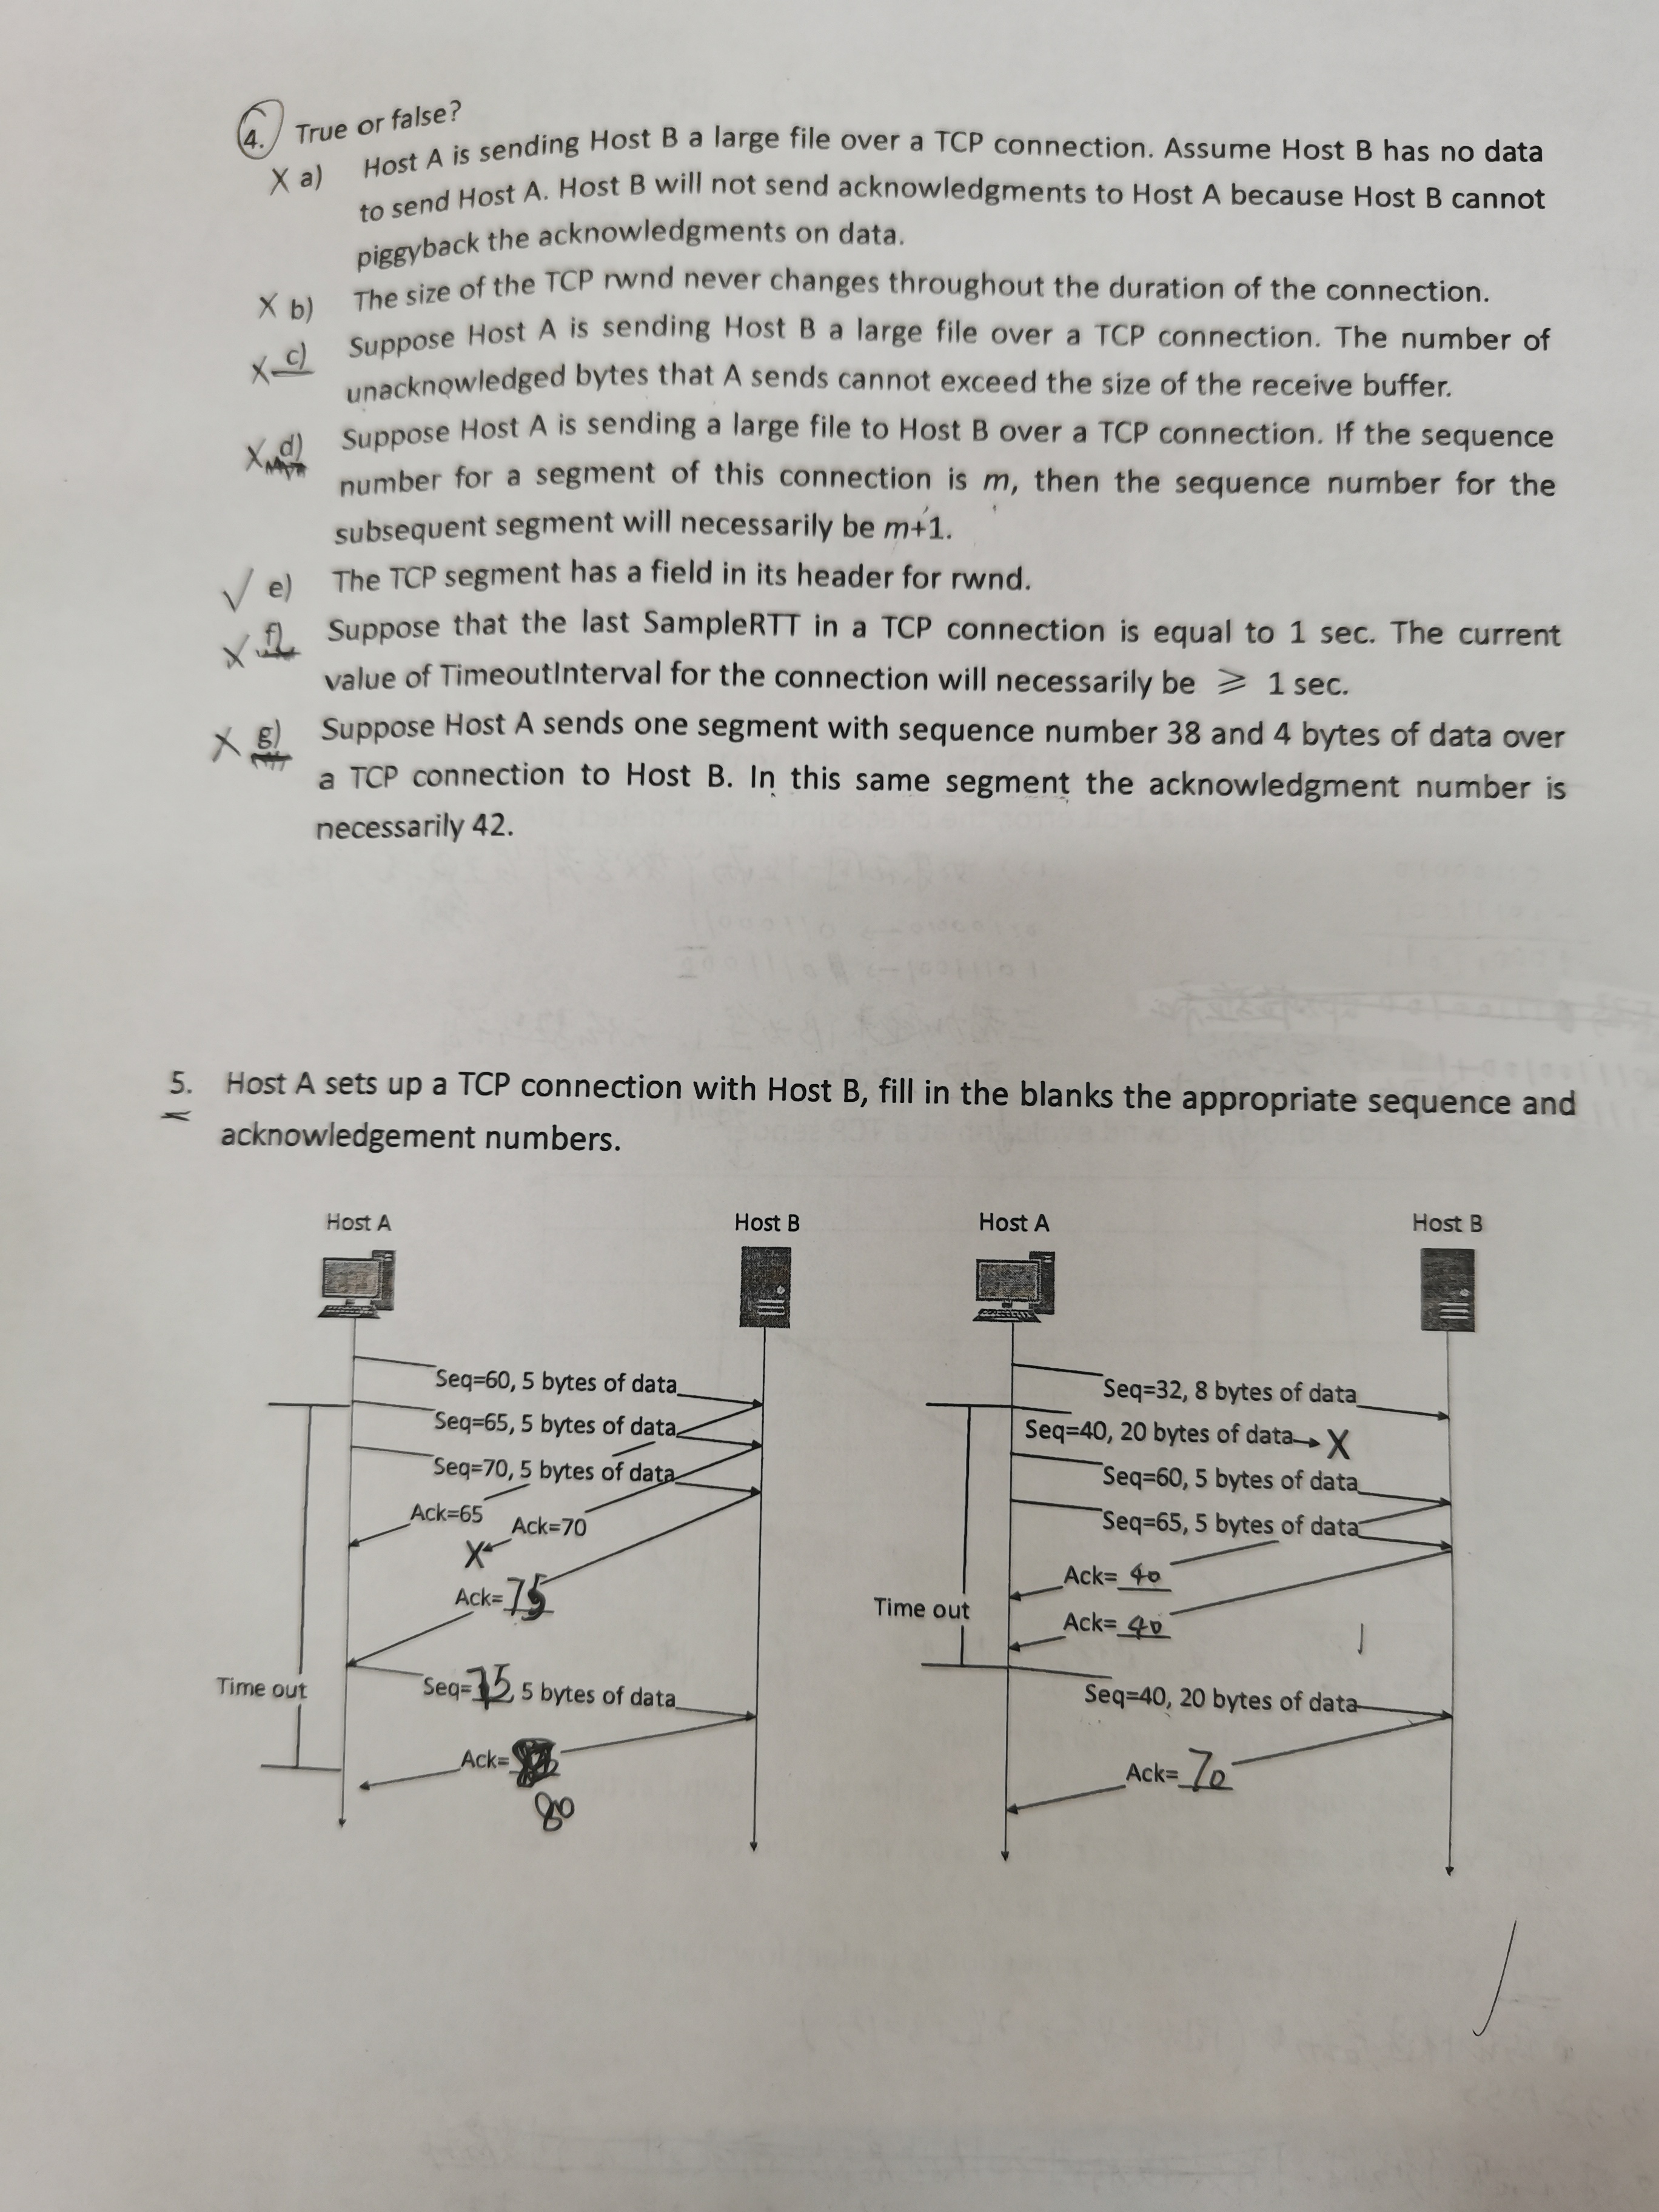 4. True or false?
X a) Host A is sending Host B a large file over a TCP connection. Assume Host B has no data
to send Host A. Host B will not send acknowledgments to Host A because Host B cannot
piggyback the acknowledgments on data.
X b) The size of the TCP rwnd never changes throughout the duration of the connection.
X c) Suppose Host A is sending Host B a large file over a TCP connection. The number of
unacknowledged bytes that A sends cannot exceed the size of the receive buffer.
X d) Suppose Host A is sending a large file to Host B over a TCP connection. If the sequence
number for a segment of this connection is m, then the sequence number for the
subsequent segment will necessarily be m+1.
√ e) The TCP segment has a field in its header for rwnd.
X f) Suppose that the last SampleRTT in a TCP connection is equal to 1 sec. The current
value of TimeoutInterval for the connection will necessarily be ⩾ 1 sec.
X g) Suppose Host A sends one segment with sequence number 38 and 4 bytes of data over
a TCP connection to Host B. In this same segment the acknowledgment number is
necessarily 42.
5. Host A sets up a TCP connection with Host B, fill in the blanks the appropriate sequence and
acknowledgement numbers.
Host A
Host B
Seq=60, 5 bytes of data
Seq=65, 5 bytes of data
Seq=70, 5 bytes of data
Ack=65
Ack=70
X
Ack=75
Time out
Seq=75, 5 bytes of data
Ack=
80
Host A
Host B
Seq=32, 8 bytes of data
Seq=40, 20 bytes of data X
Seq=60, 5 bytes of data
Seq=65, 5 bytes of data
Ack=40
Time out
Ack=40
Seq=40, 20 bytes of data
Ack=70